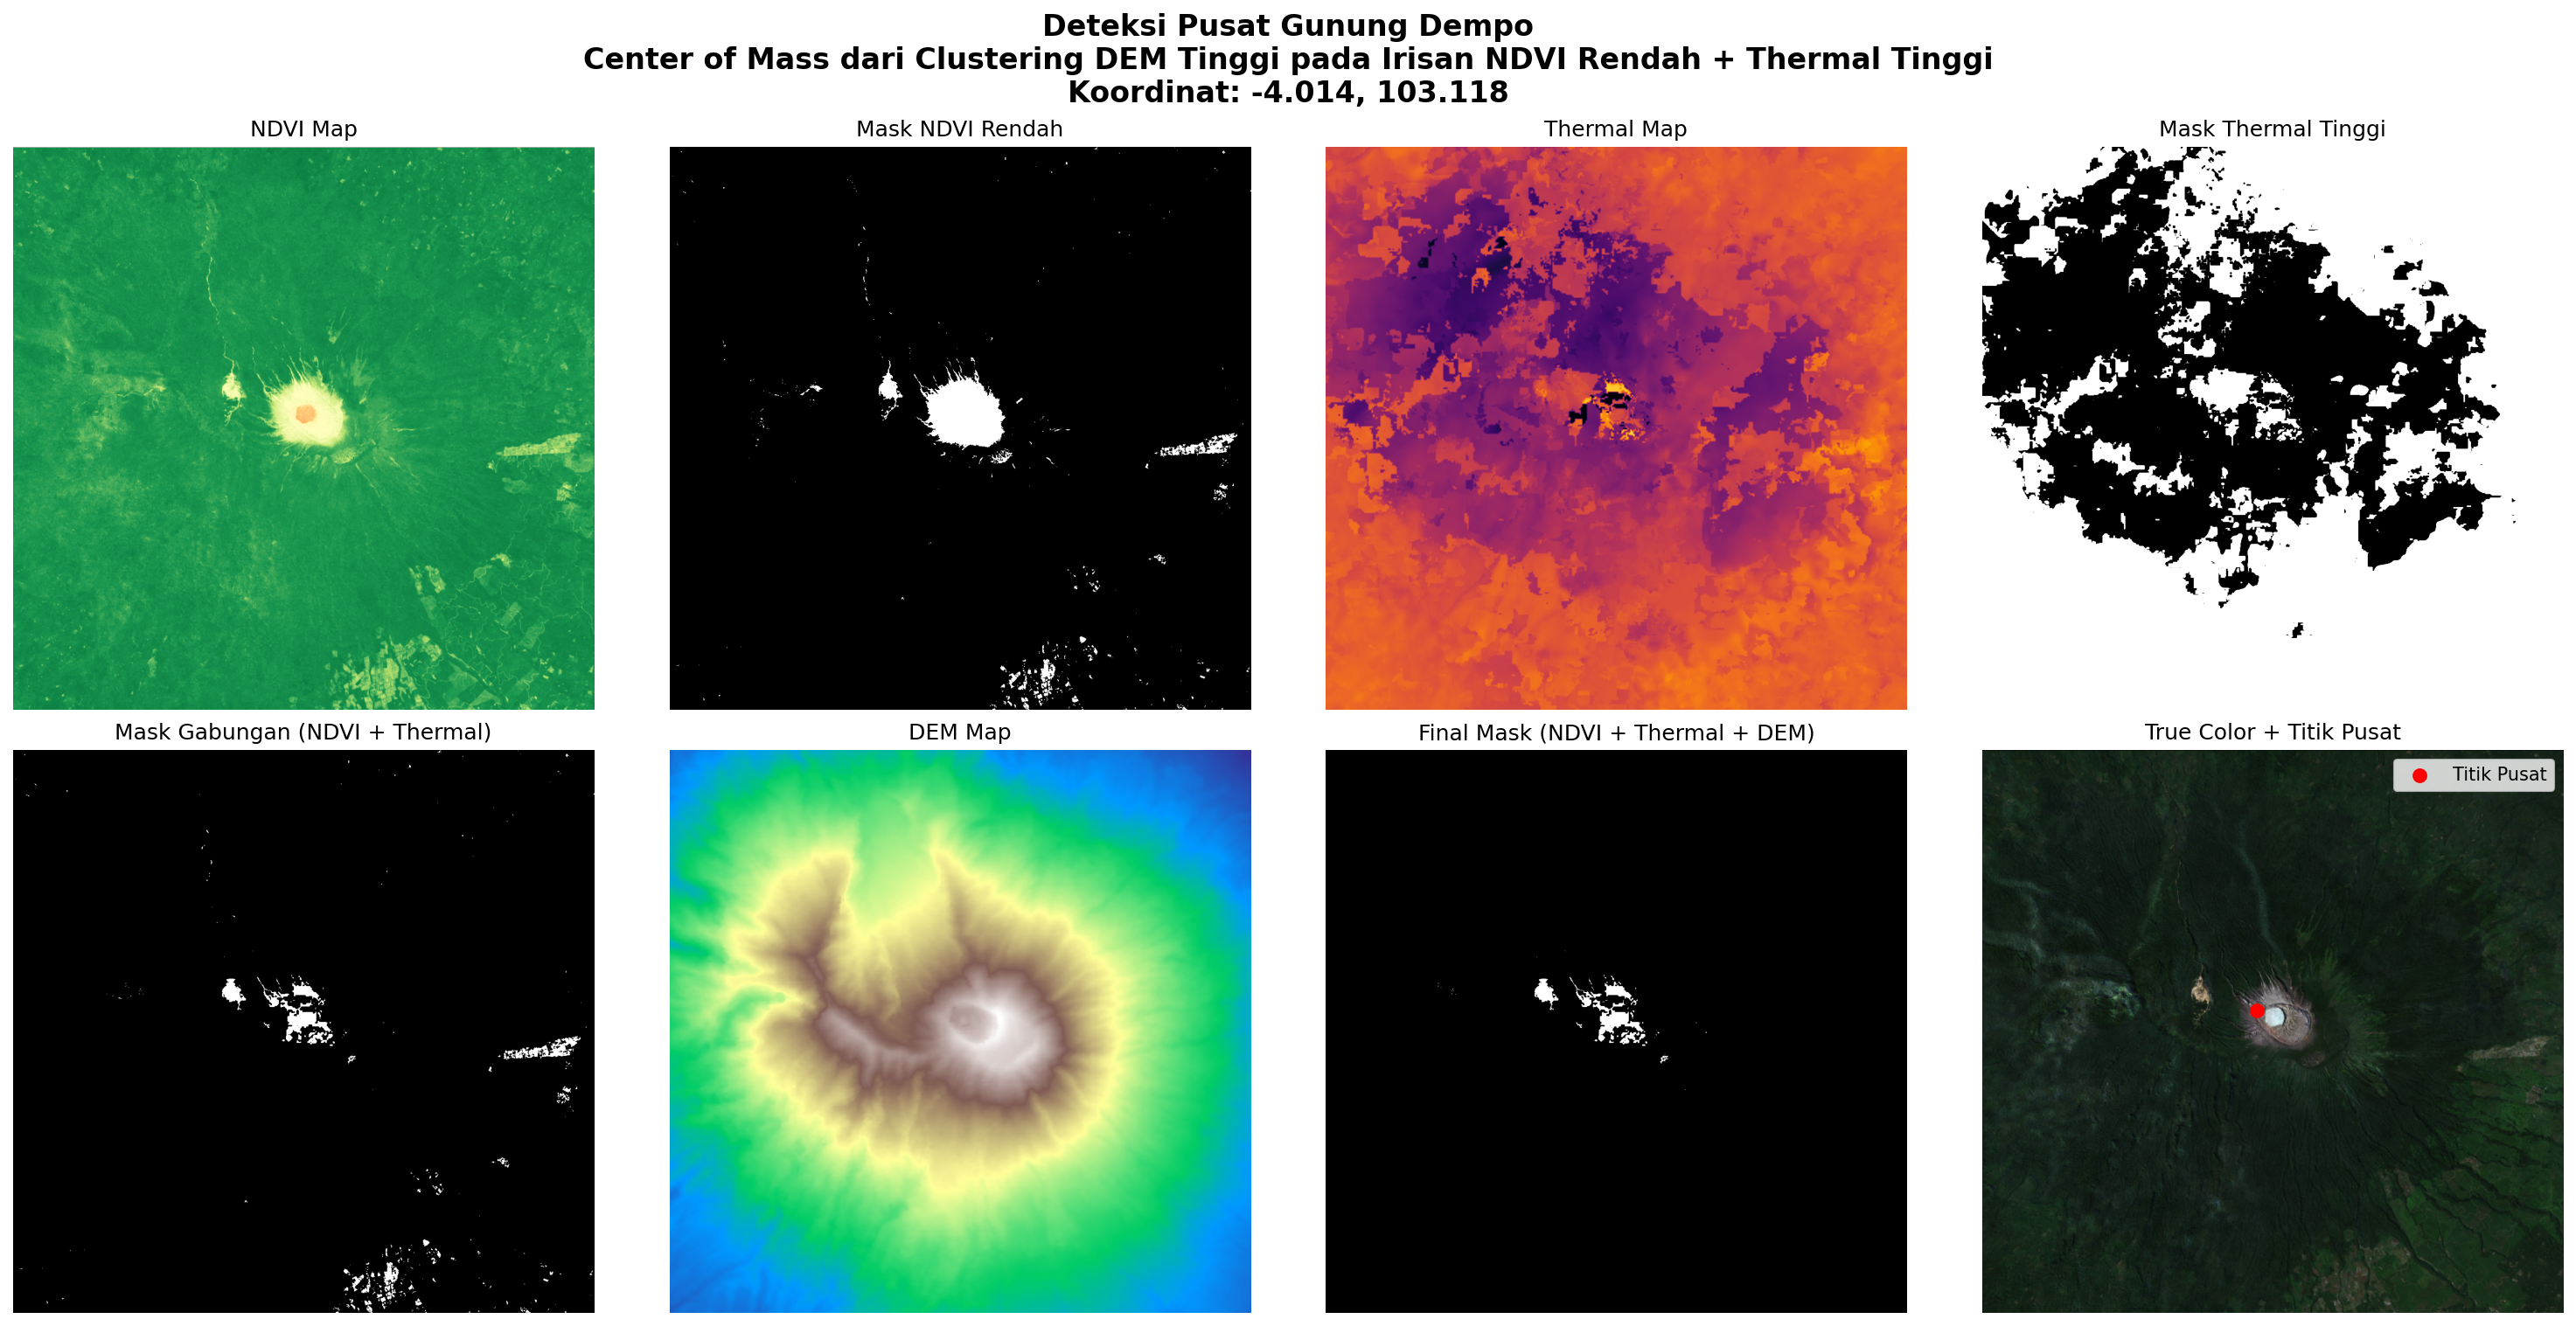 Deteksi Pusat Gunung Dempo
Center of Mass dari Clustering DEM Tinggi pada Irisan NDVI Rendah + Thermal Tinggi
Koordinat: -4.014, 103.118
NDVI Map
Mask NDVI Rendah
Thermal Map
Mask Thermal Tinggi
Mask Gabungan (NDVI + Thermal)
DEM Map
Final Mask (NDVI + Thermal + DEM)
True Color + Titik Pusat
Titik Pusat